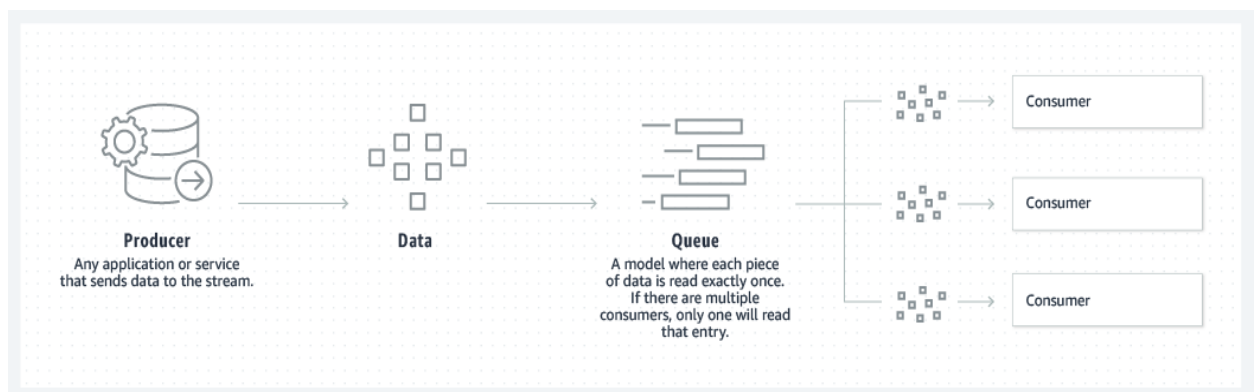 Producer
Any application or service
that sends data to the stream.
Data
Queue
A model where each piece
of data is read exactly once.
If there are multiple
consumers, only one will read
that entry.
Consumer
Consumer
Consumer